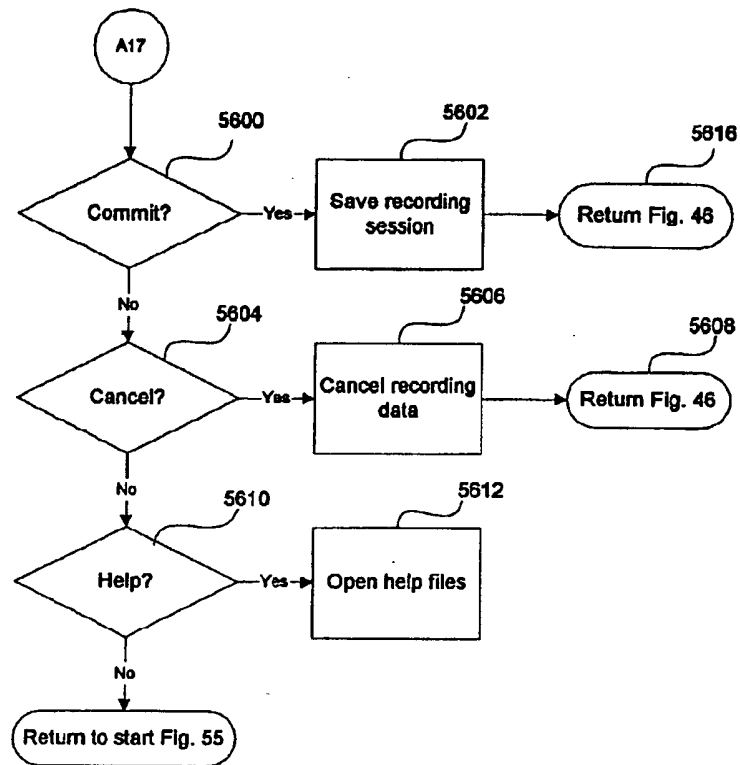 A17
5600
5602
5616
Commit?
Yes
Save recording
session
Return Fig. 46
No
5604
5606
5608
Cancel?
Yes
Cancel recording
data
Return Fig. 46
No
5610
5612
Help?
Yes
Open help files
No
Return to start Fig. 55